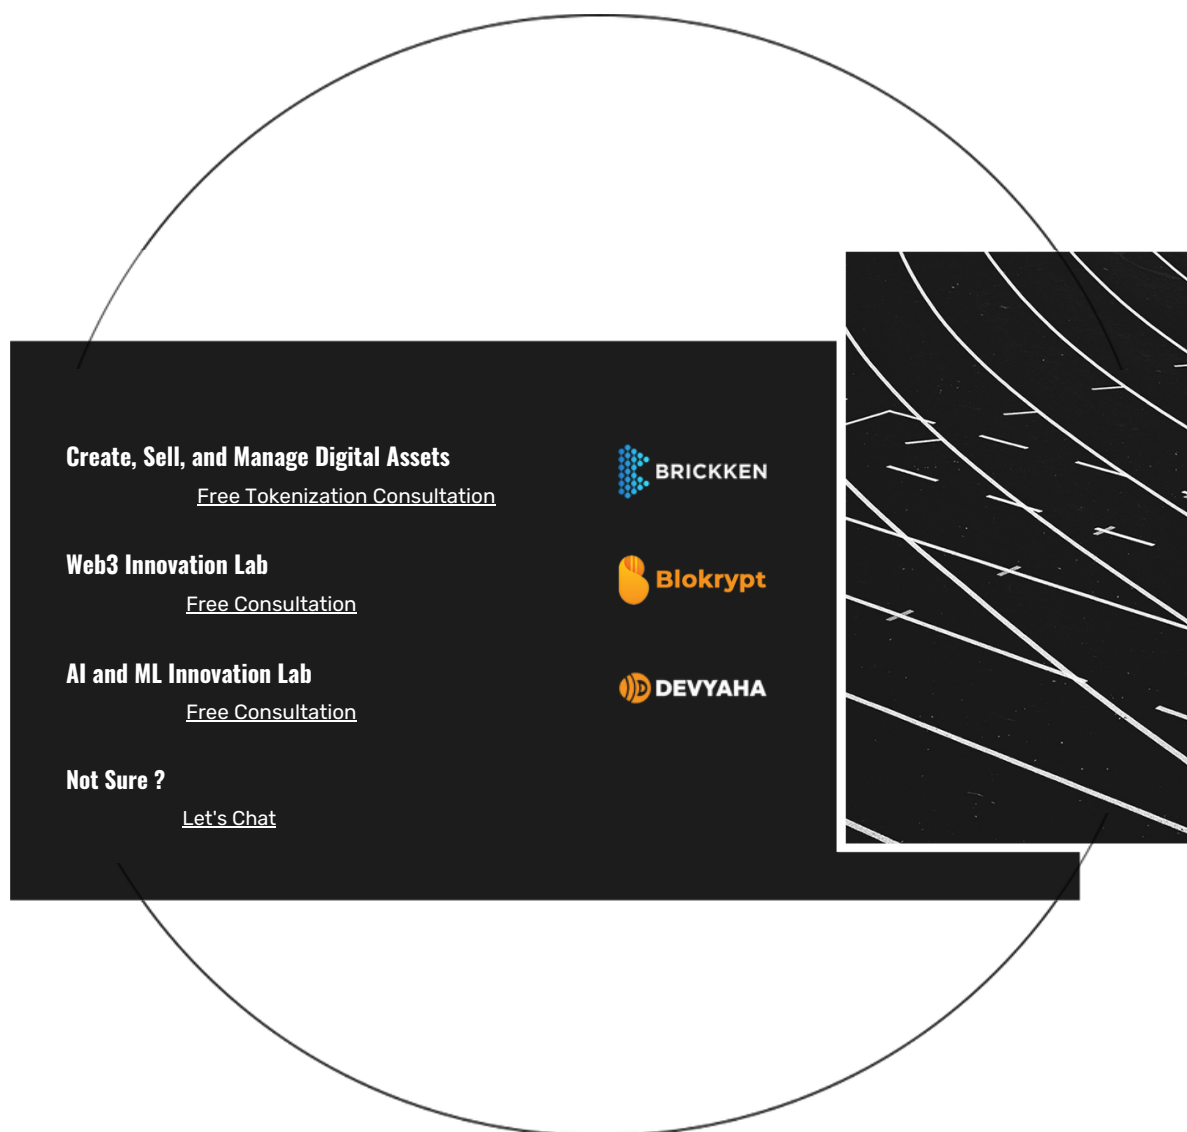 Create, Sell, and Manage Digital Assets
Free Tokenization Consultation
BRICKKEN
Web3 Innovation Lab
Free Consultation
Blokrypt
AI and ML Innovation Lab
Free Consultation
DEVYAHA
Not Sure ?
Let's Chat